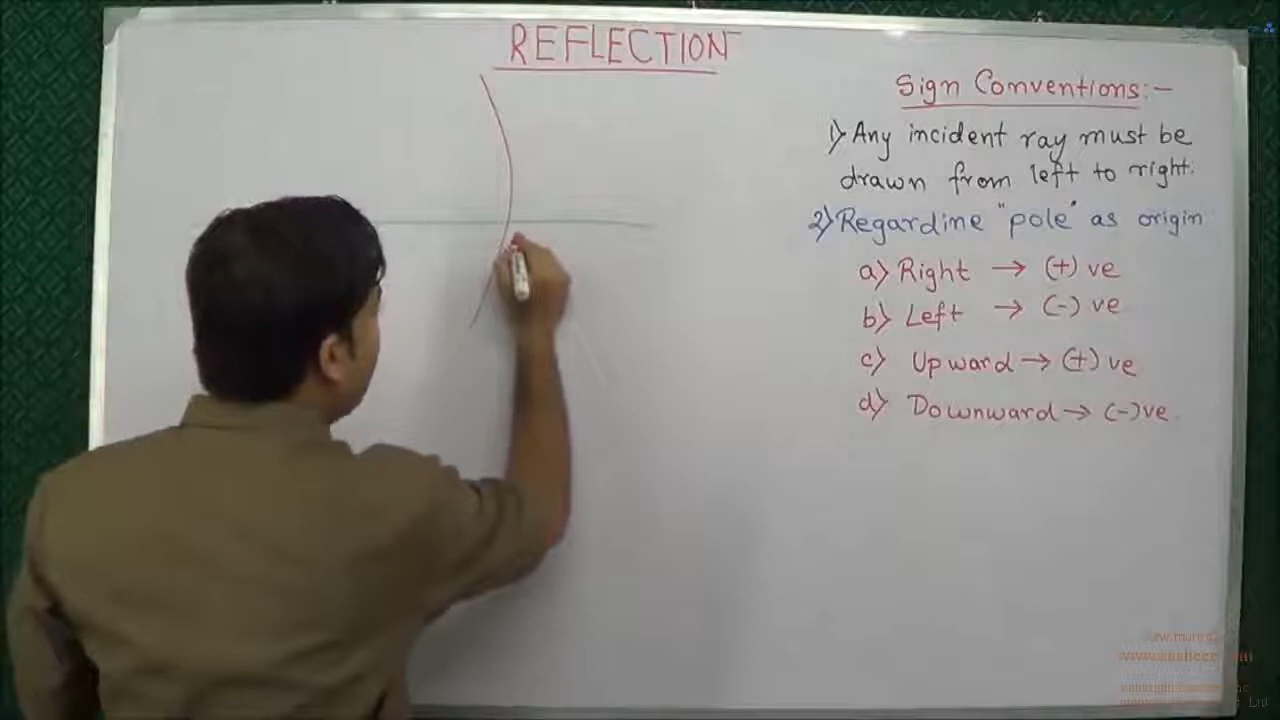 REFLECTION
Sign Conventions:-
1) Any incident ray must be
drawn from left to right.
2) Regardine "pole" as origin
a) Right → (+) ve
b) Left → (-) ve
c) Upward → (+) ve
d) Downward → (-)ve